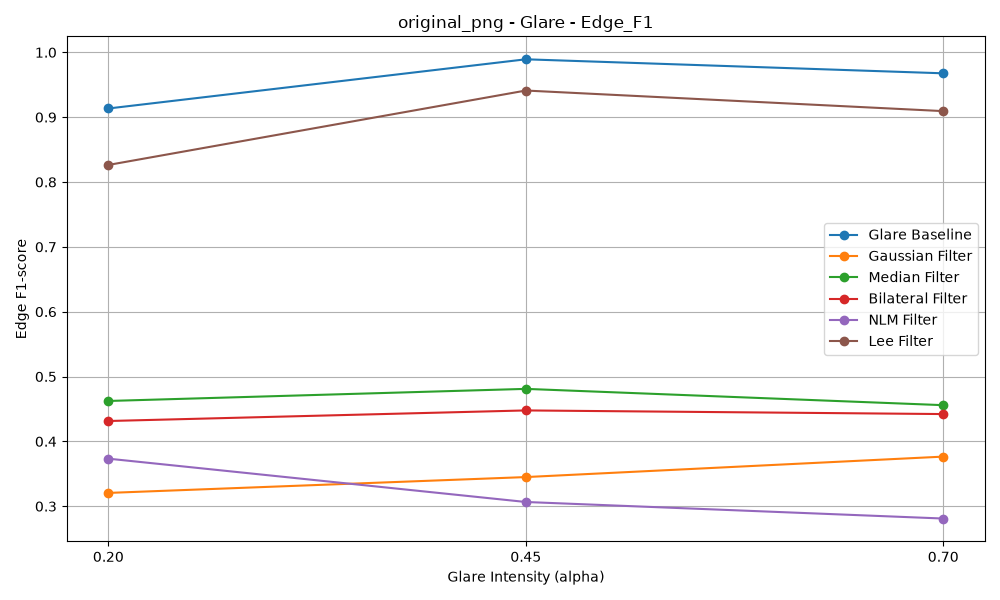 original_png - Glare - Edge_F1
Edge F1-score
1.0
0.9
0.8
0.7
0.6
0.5
0.4
0.3
Glare Baseline
Gaussian Filter
Median Filter
Bilateral Filter
NLM Filter
Lee Filter
0.20
0.45
0.70
Glare Intensity (alpha)